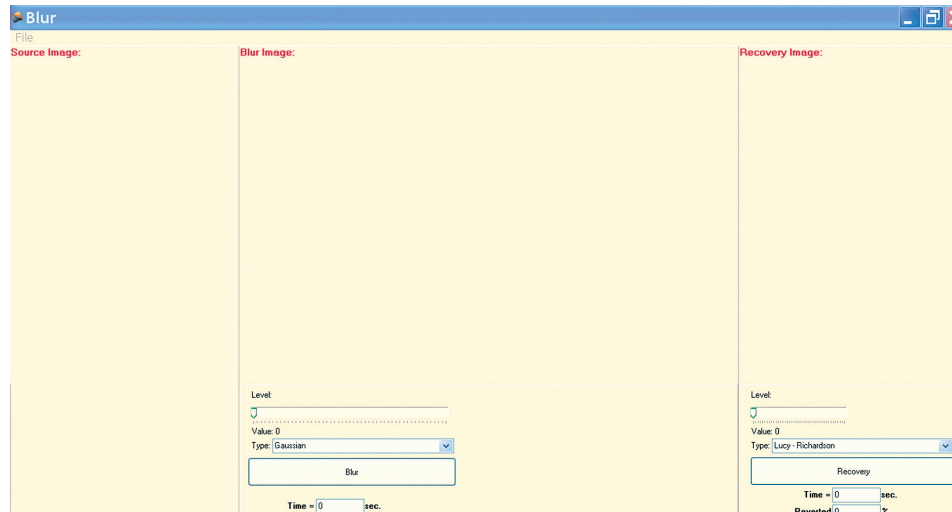 Blur
File
Source Image:
Blur Image:
Recovery Image:
Level:
Value: 0
Type: Gaussian
Blur
Time = 0 sec.
Level:
Value: 0
Type: Lucy - Richardson
Recovery
Time = 0 sec.
Reverted 0 %